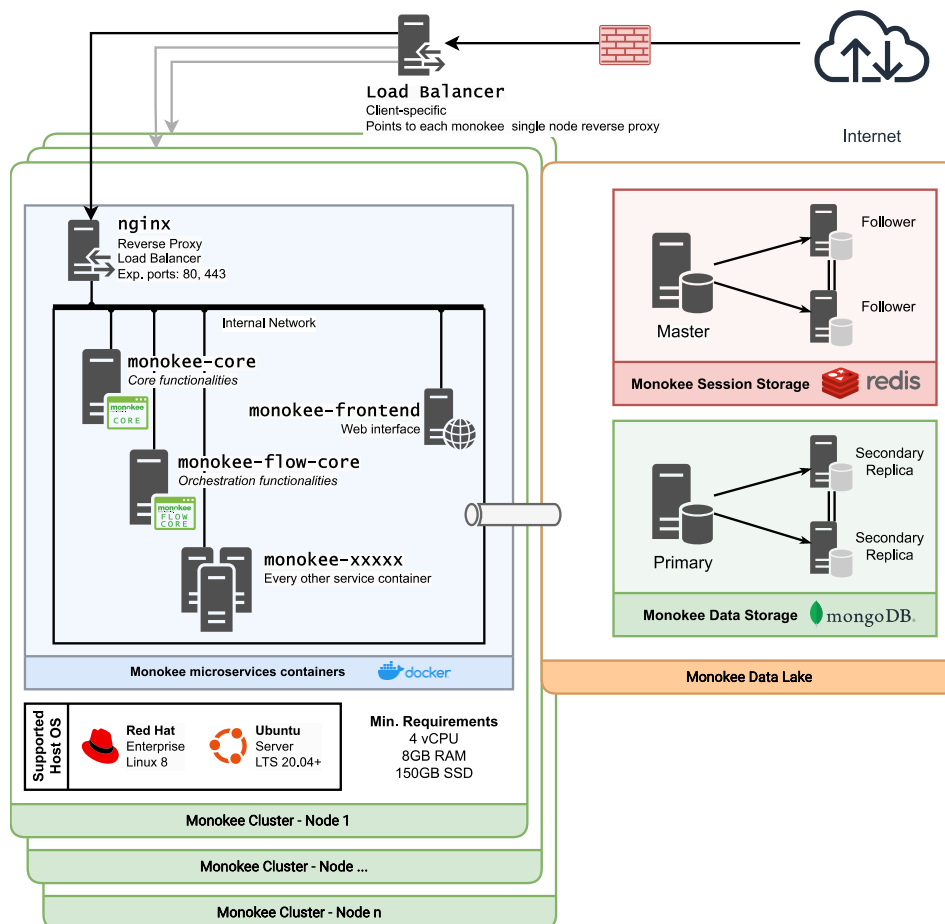 Load Balancer
Client-specific
Points to each monokee single node reverse proxy
Internet
nginx
Reverse Proxy
Load Balancer
Exp. ports: 80, 443
Internal Network
monokee-core
Core functionalities
monokee
CORE
monokee-frontend
Web interface
monokee-flow-core
Orchestration functionalities
monokee
FLOW
CORE
monokee-xxxxx
Every other service container
Monokee microservices containers
docker
Supported
Host OS
Red Hat
Enterprise
Linux 8
Ubuntu
Server
LTS 20.04+
Min. Requirements
4 vCPU
8GB RAM
150GB SSD
Monokee Cluster - Node 1
Monokee Cluster - Node ...
Monokee Cluster - Node n
Master
Follower
Follower
Monokee Session Storage
redis
Primary
Secondary
Replica
Secondary
Replica
Monokee Data Storage
mongoDB.
Monokee Data Lake